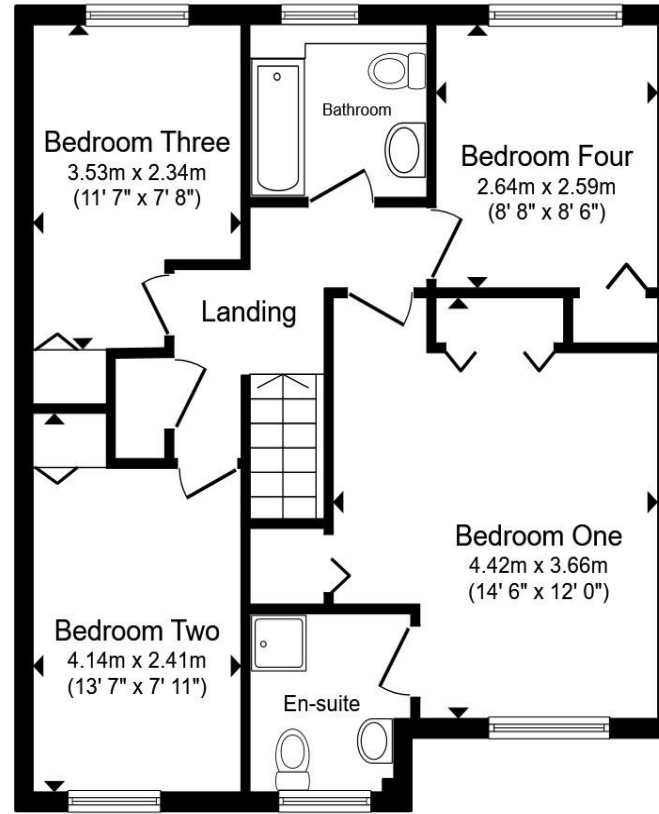 Bedroom Three
3.53m x 2.34m
(11' 7" x 7' 8")
Bathroom
Bedroom Four
2.64m x 2.59m
(8' 8" x 8' 6")
Landing
Bedroom One
4.42m x 3.66m
(14' 6" x 12' 0")
Bedroom Two
4.14m x 2.41m
(13' 7" x 7' 11")
En-suite